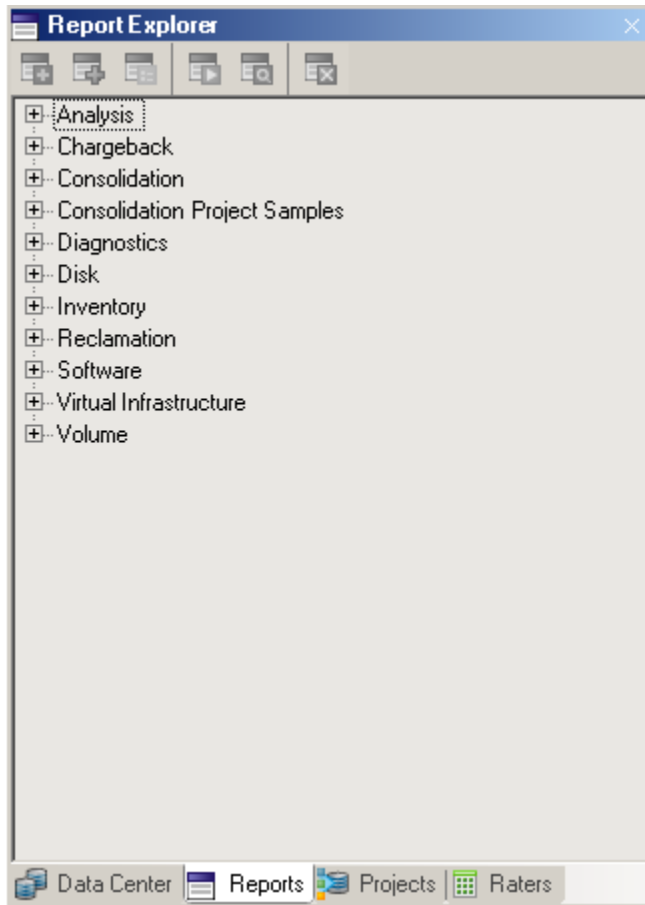 Report Explorer
Analysis
Chargeback
Consolidation
Consolidation Project Samples
Diagnostics
Disk
Inventory
Reclamation
Software
Virtual Infrastructure
Volume
Data Center Reports Projects Raters